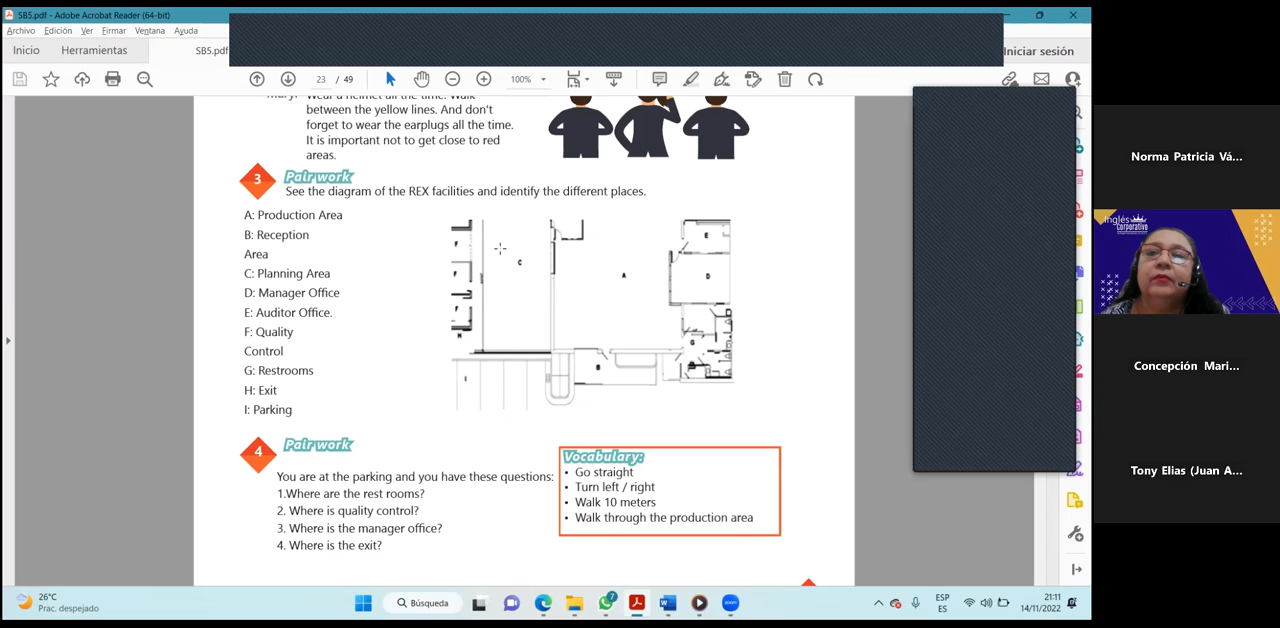 SB5.pdf - Adobe Acrobat Reader (64-bit)
Archivo Edición Ver Firmar Ventana Ayuda
Inicio Herramientas SB5.pdf Iniciar sesión
23 / 49 100%
Wear a helmet all the time. Walk
between the yellow lines. And don't
forget to wear the earplugs all the time.
It is important not to get close to red
areas.
3 Pair work
See the diagram of the REX facilities and identify the different places.
A: Production Area
B: Reception
Area
C: Planning Area
D: Manager Office
E: Auditor Office.
F: Quality
Control
G: Restrooms
H: Exit
I: Parking
F
F
F
H
C
A
E
D
G
B
I
4 Pair work
You are at the parking and you have these questions:
1.Where are the rest rooms?
2. Where is quality control?
3. Where is the manager office?
4. Where is the exit?
Vocabulary:
• Go straight
• Turn left / right
• Walk 10 meters
• Walk through the production area
Norma Patricia Vá...
Inglés
Corporativo
Concepción Mari...
Tony Elias (Juan A...
26°C
Prac. despejado
Búsqueda
7
zoom
ESP
ES
21:11
14/11/2022